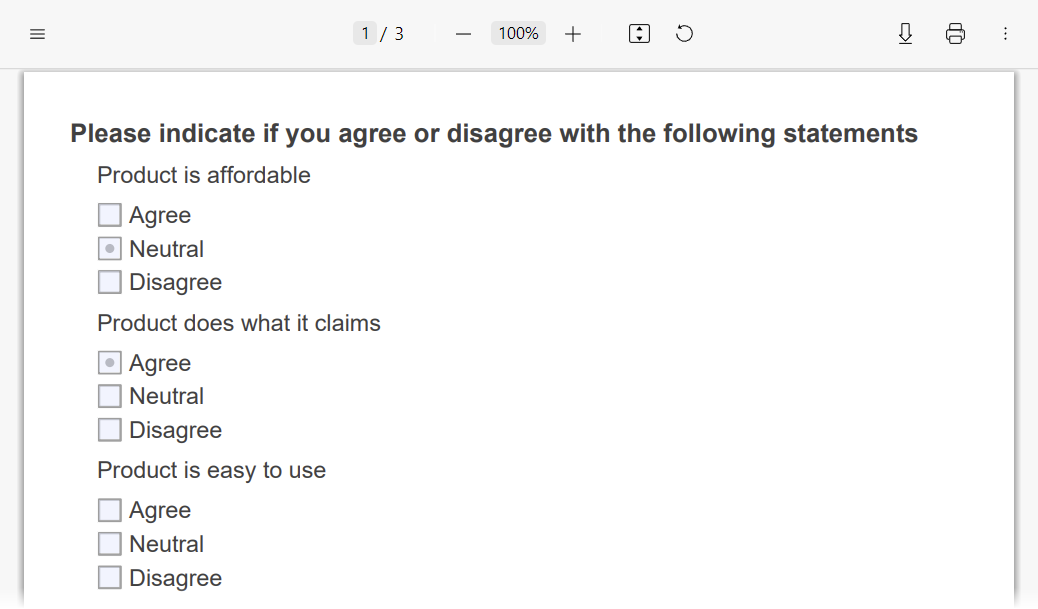 1 / 3 100%
Please indicate if you agree or disagree with the following statements
Product is affordable
Agree
Neutral
Disagree
Product does what it claims
Agree
Neutral
Disagree
Product is easy to use
Agree
Neutral
Disagree